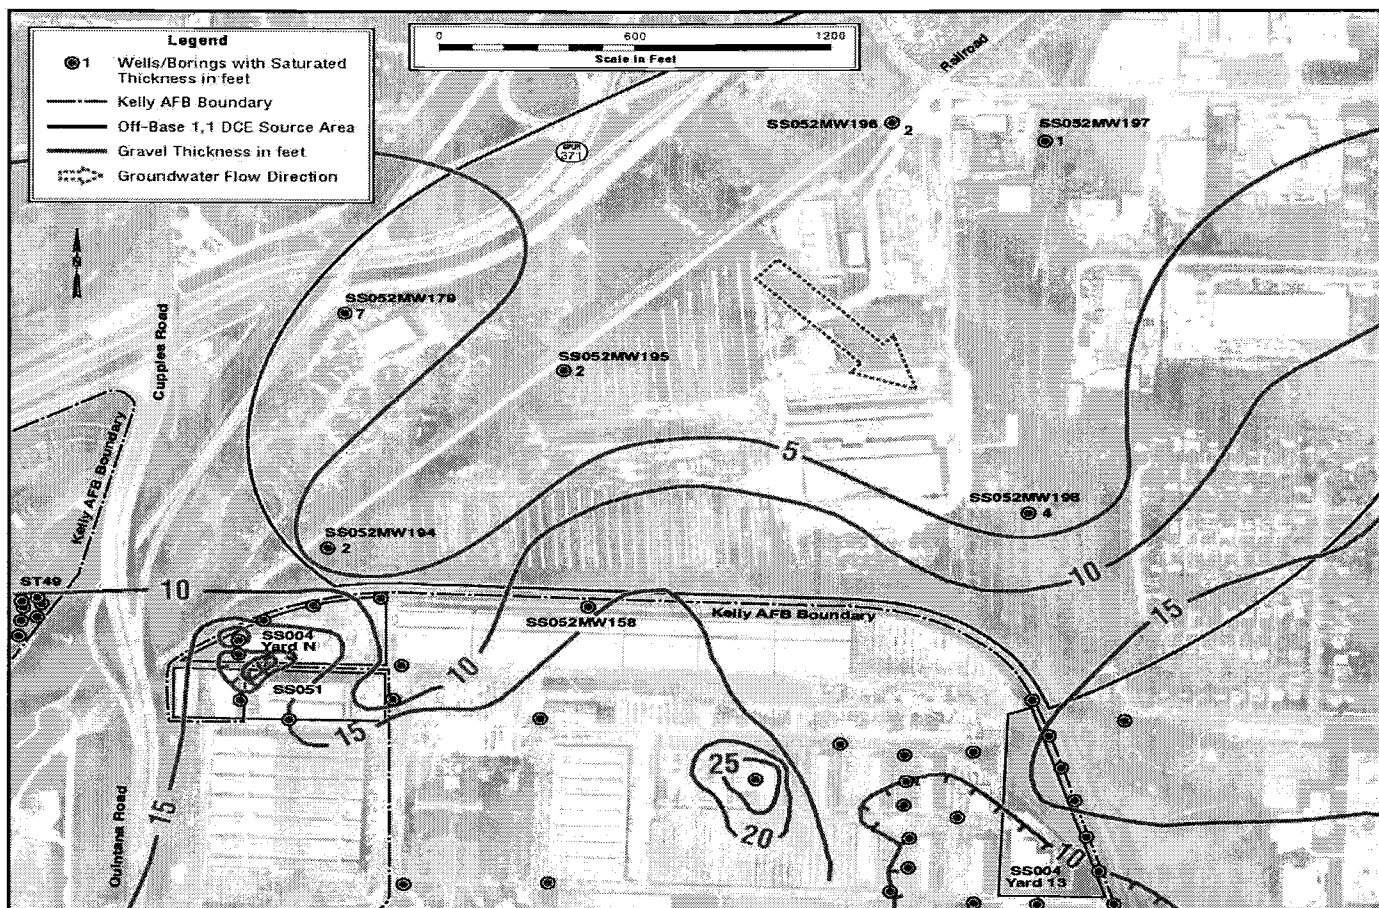 Legend
1 Wells/Borings with Saturated
Thickness in feet
Kelly AFB Boundary
Off-Base 1,1 DCE Source Area
Gravel Thickness in feet
Groundwater Flow Direction
0 600 1200
Scale in Feet
Railroad
SPUR
371
SS052MW196
2
SS052MW197
1
N
SS052MW179
7
Cupples Road
SS052MW195
2
Kelly AFB Boundary
5
SS052MW198
4
SS052MW194
2
ST49
10
10
15
SS052MW158
Kelly AFB Boundary
SS004
Yard N
10
SS051
15
15
25
20
10
Quintana Road
SS004
Yard 13